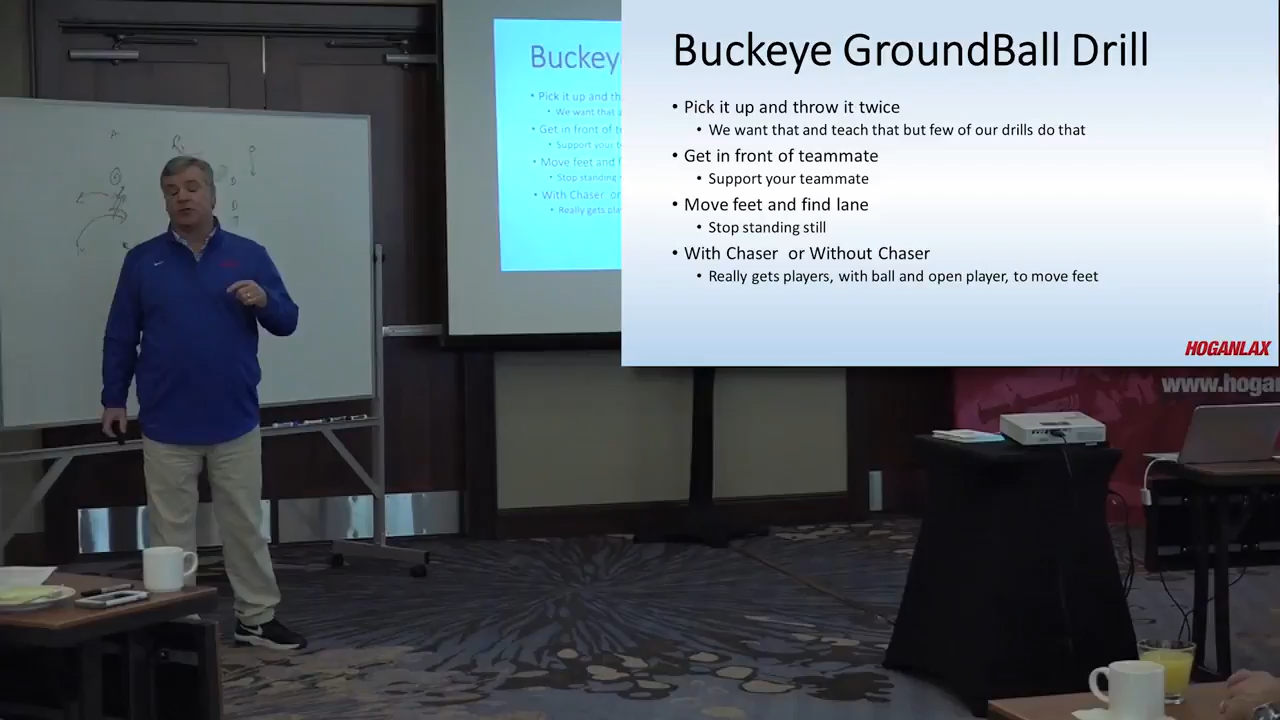 Buckeye GroundBall Drill
• Pick it up and throw it twice
• We want that and teach that but few of our drills do that
• Get in front of teammate
• Support your teammate
• Move feet and find lane
• Stop standing still
• With Chaser or Without Chaser
• Really gets players, with ball and open player, to move feet
HOGANLAX
www.hogan
Buckey
• Pick it up and th
• We want that a
• Get in front of t
• Support your t
• Move feet and f
• Stop standing
• With Chaser or
• Really gets pla